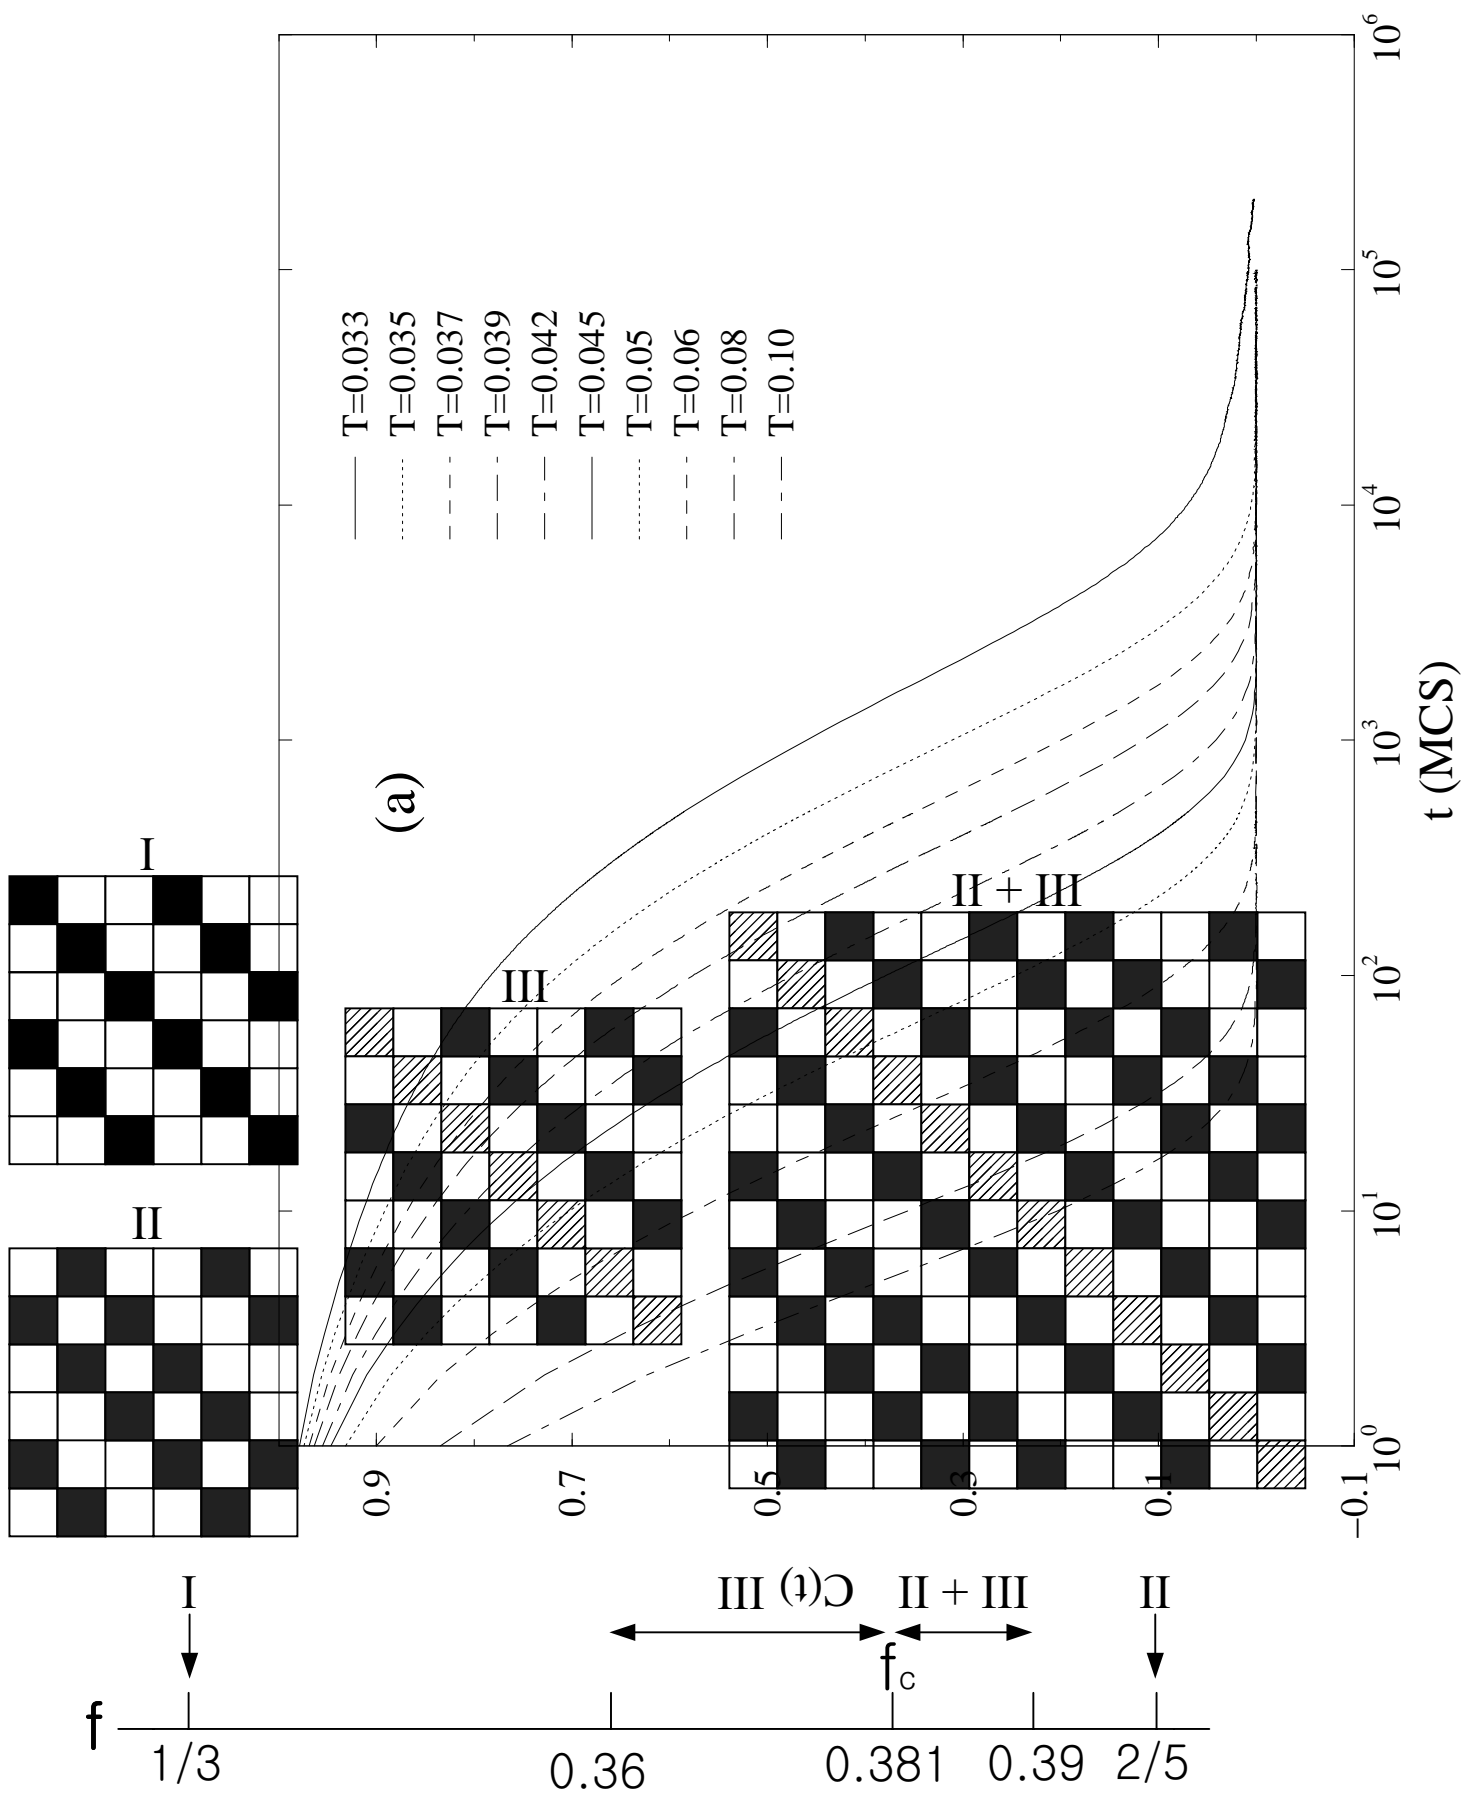 I
II
III
II + III
(a)
T=0.033
T=0.035
T=0.037
T=0.039
T=0.042
T=0.045
T=0.05
T=0.06
T=0.08
T=0.10
10^0
10^1
10^2
10^3
10^4
10^5
10^6
t (MCS)
0.9
0.7
0.5
0.3
0.1
−0.1
C(t)
I
III
II + III
II
f_c
f
1/3
0.36
0.381
0.39
2/5